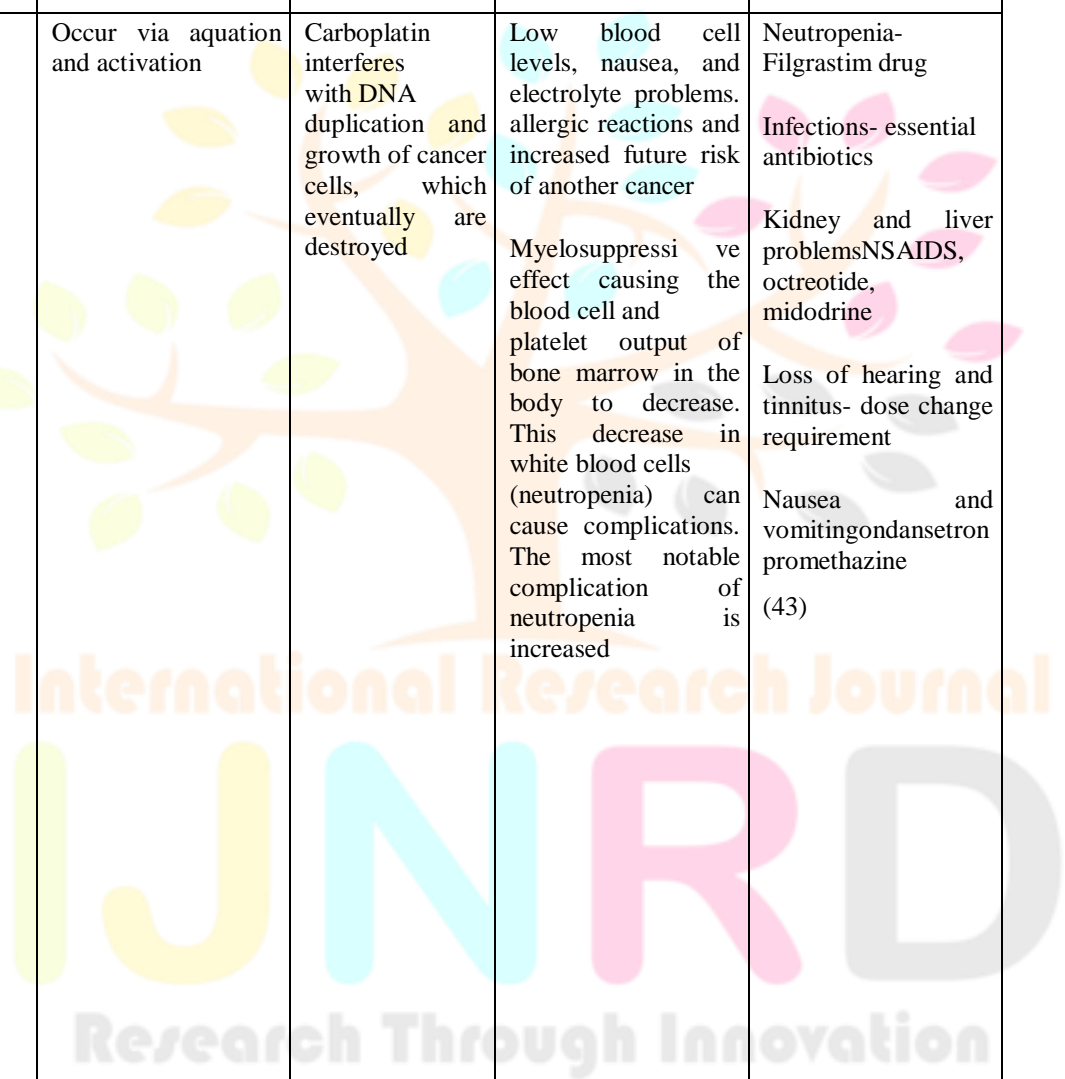 Occur via aquation
and activation
Carboplatin
interferes
with DNA
duplication and
growth of cancer
cells, which
eventually are
destroyed
Low blood cell
levels, nausea, and
electrolyte problems.
allergic reactions and
increased future risk
of another cancer
Myelosuppressi ve
effect causing the
blood cell and
platelet output of
bone marrow in the
body to decrease.
This decrease in
white blood cells
(neutropenia) can
cause complications.
The most notable
complication of
neutropenia is
increased
Neutropenia-
Filgrastim drug
Infections- essential
antibiotics
Kidney and liver
problemsNSAIDS,
octreotide,
midodrine
Loss of hearing and
tinnitus- dose change
requirement
Nausea and
vomitingondansetron
promethazine
(43)
International Research Journal
IJNRD
Research Through Innovation